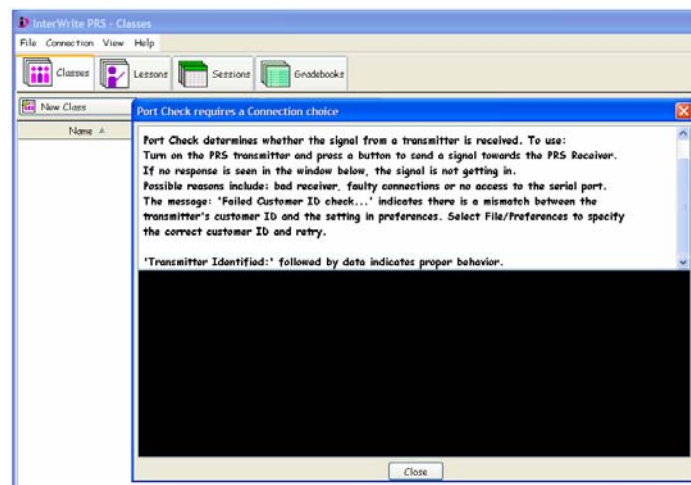 InterWrite PRS - Classes
File Connection View Help
Classes Lessons Sessions Gradebooks
New Class
Name
Port Check requires a Connection choice
Port Check determines whether the signal from a transmitter is received. To use:
Turn on the PRS transmitter and press a button to send a signal towards the PRS Receiver.
If no response is seen in the window below, the signal is not getting in.
Possible reasons include: bad receiver, faulty connections or no access to the serial port.
The message: 'Failed Customer ID check...' indicates there is a mismatch between the
transmitter's customer ID and the setting in preferences. Select File/Preferences to specify
the correct customer ID and retry.
'Transmitter Identified:' followed by data indicates proper behavior.
Close